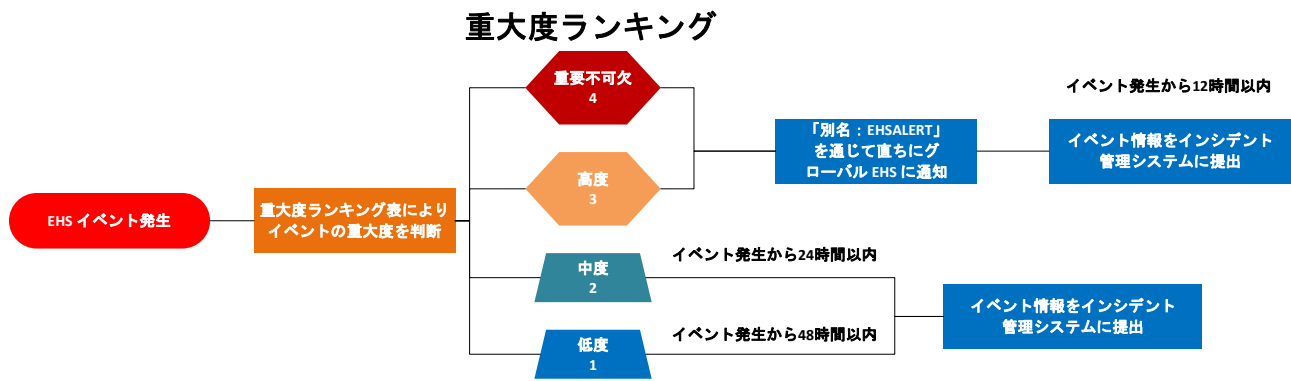 重大度ランキング
EHS イベント発生
重大度ランキング表により
イベントの重大度を判断
重要不可欠
4
高度
3
中度
2
低度
1
「別名：EHSALERT」
を通じて直ちにグ
ローバル EHS に通知
イベント発生から12時間以内
イベント情報をインシデント
管理システムに提出
イベント発生から24時間以内
イベント発生から48時間以内
イベント情報をインシデント
管理システムに提出